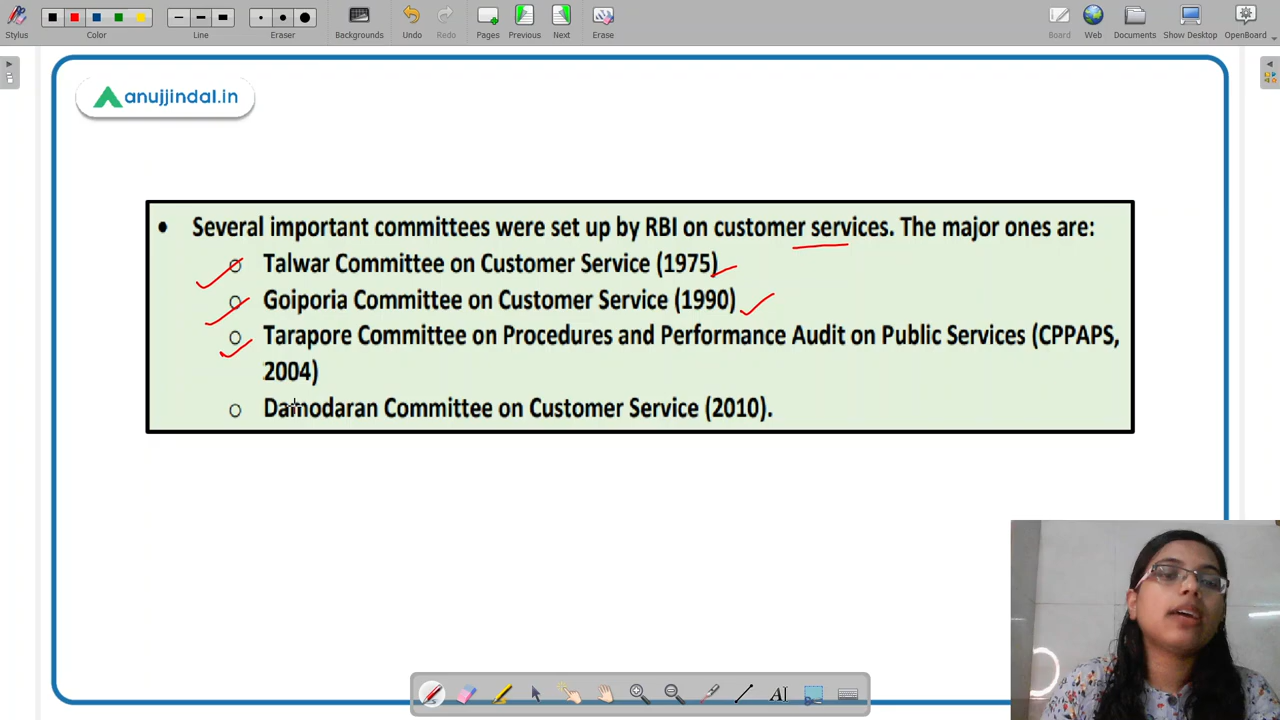 Stylus
Color
Line
Eraser
Backgrounds
Undo
Redo
Pages
Previous
Next
Erase
Board
Web
Documents
Show Desktop
OpenBoard
anujjindal.in
• Several important committees were set up by RBI on customer services. The major ones are:
o Talwar Committee on Customer Service (1975)
o Goiporia Committee on Customer Service (1990)
o Tarapore Committee on Procedures and Performance Audit on Public Services (CPPAPS,
2004)
o Damodaran Committee on Customer Service (2010).